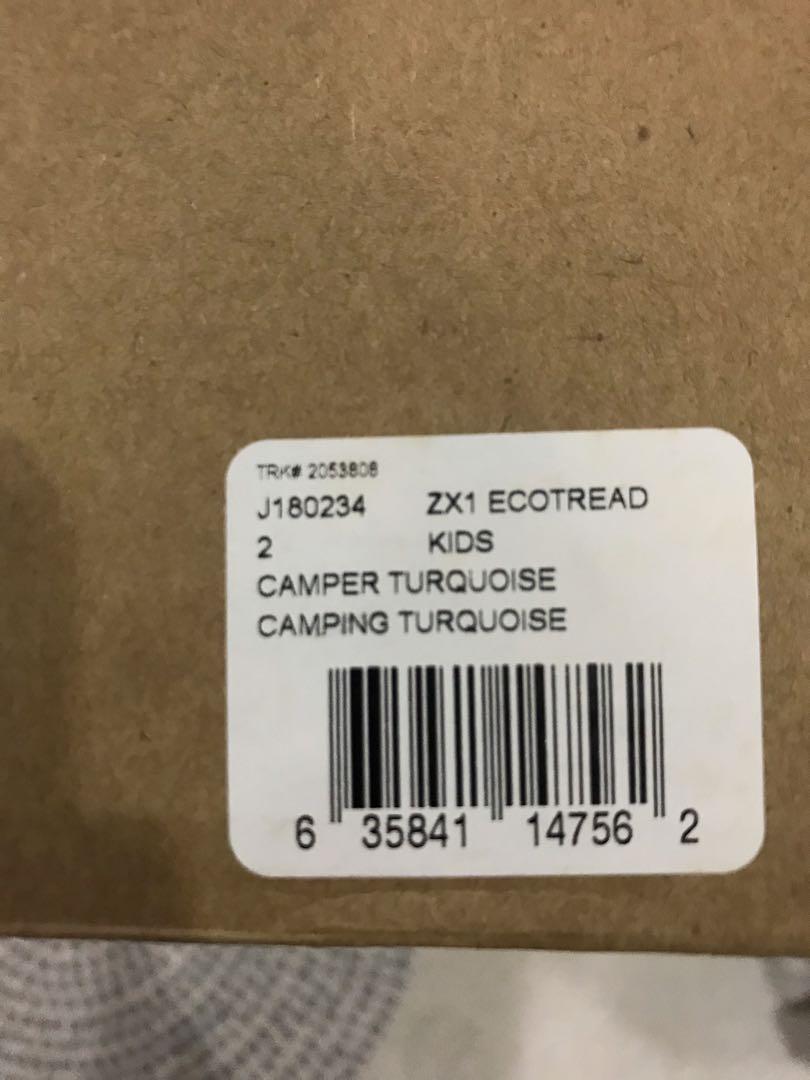 TRK# 2053808
J180234 ZX1 ECOTREAD
2 KIDS
CAMPER TURQUOISE
CAMPING TURQUOISE
6 35841 14756 2